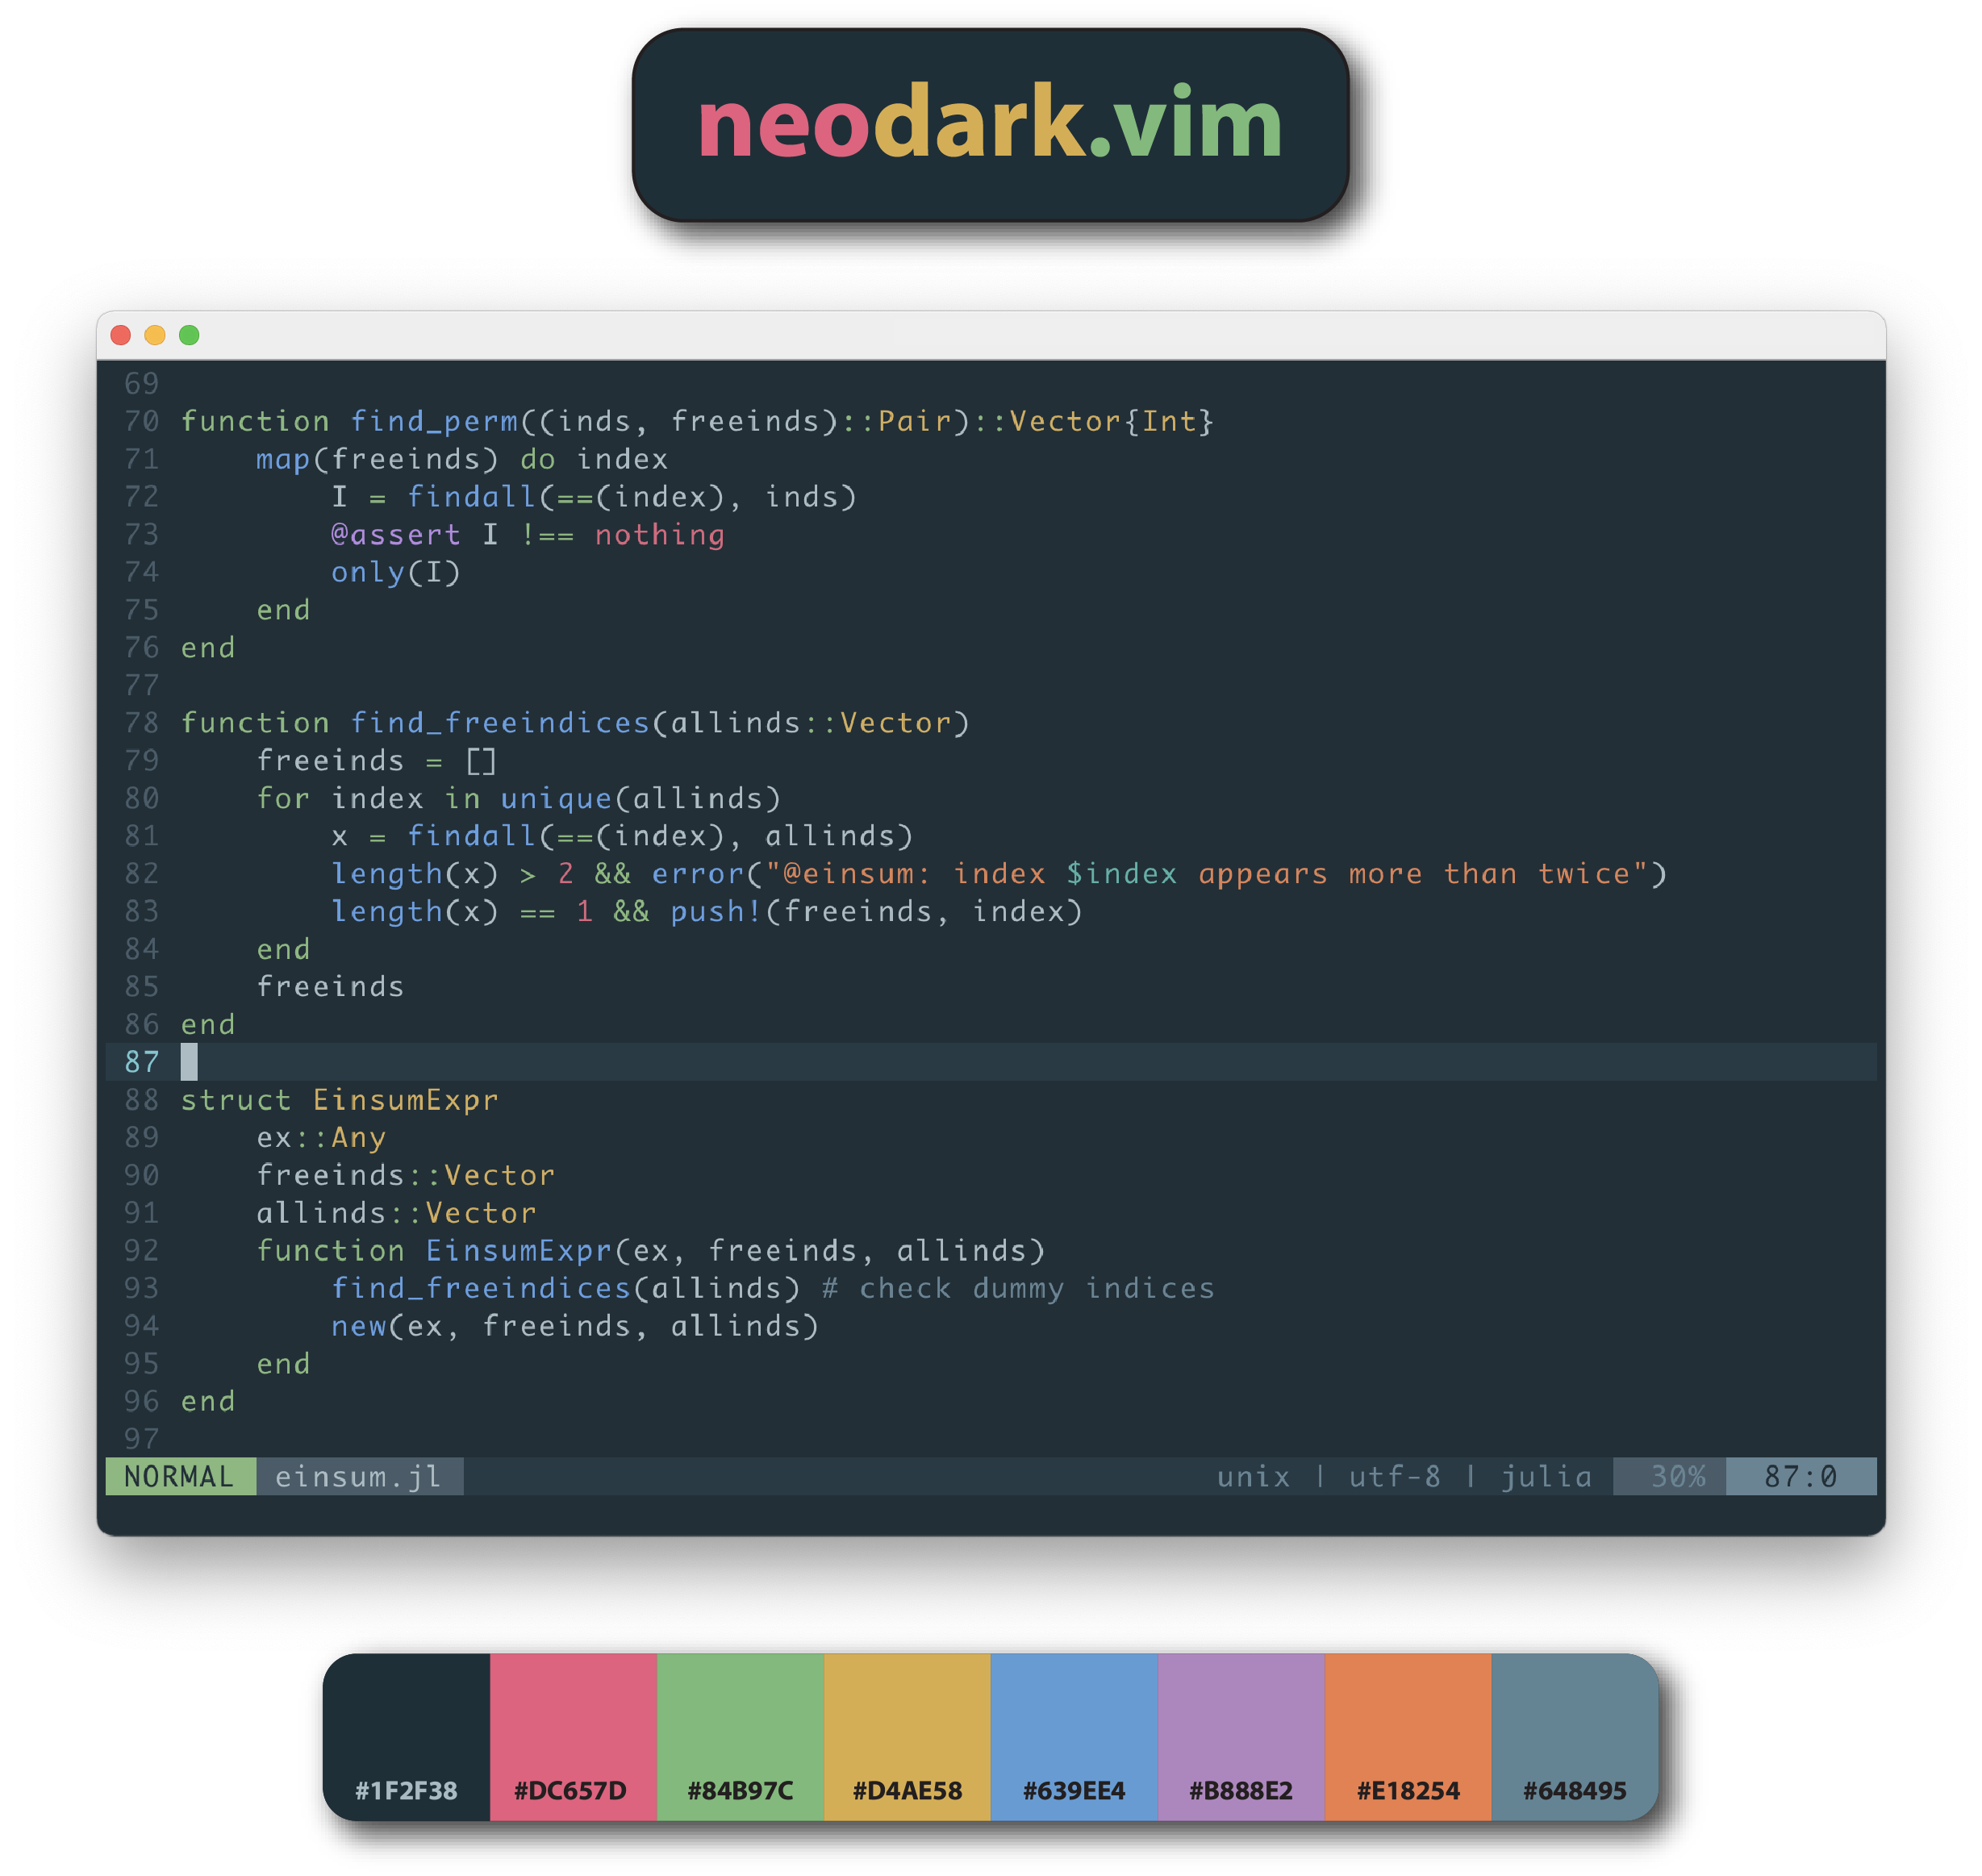 neodark.vim
69
70 function find_perm((inds, freeinds)::Pair)::Vector{Int}
71     map(freeinds) do index
72         I = findall(==(index), inds)
73         @assert I !== nothing
74         only(I)
75     end
76 end
77
78 function find_freeindices(allinds::Vector)
79     freeinds = []
80     for index in unique(allinds)
81         x = findall(==(index), allinds)
82         length(x) > 2 && error("@einsum: index $index appears more than twice")
83         length(x) == 1 && push!(freeinds, index)
84     end
85     freeinds
86 end
87
88 struct EinsumExpr
89     ex::Any
90     freeinds::Vector
91     allinds::Vector
92     function EinsumExpr(ex, freeinds, allinds)
93         find_freeindices(allinds) # check dummy indices
94         new(ex, freeinds, allinds)
95     end
96 end
97
NORMAL einsum.jl unix | utf-8 | julia 30% 87:0
#1F2F38 #DC657D #84B97C #D4AE58 #639EE4 #B888E2 #E18254 #648495